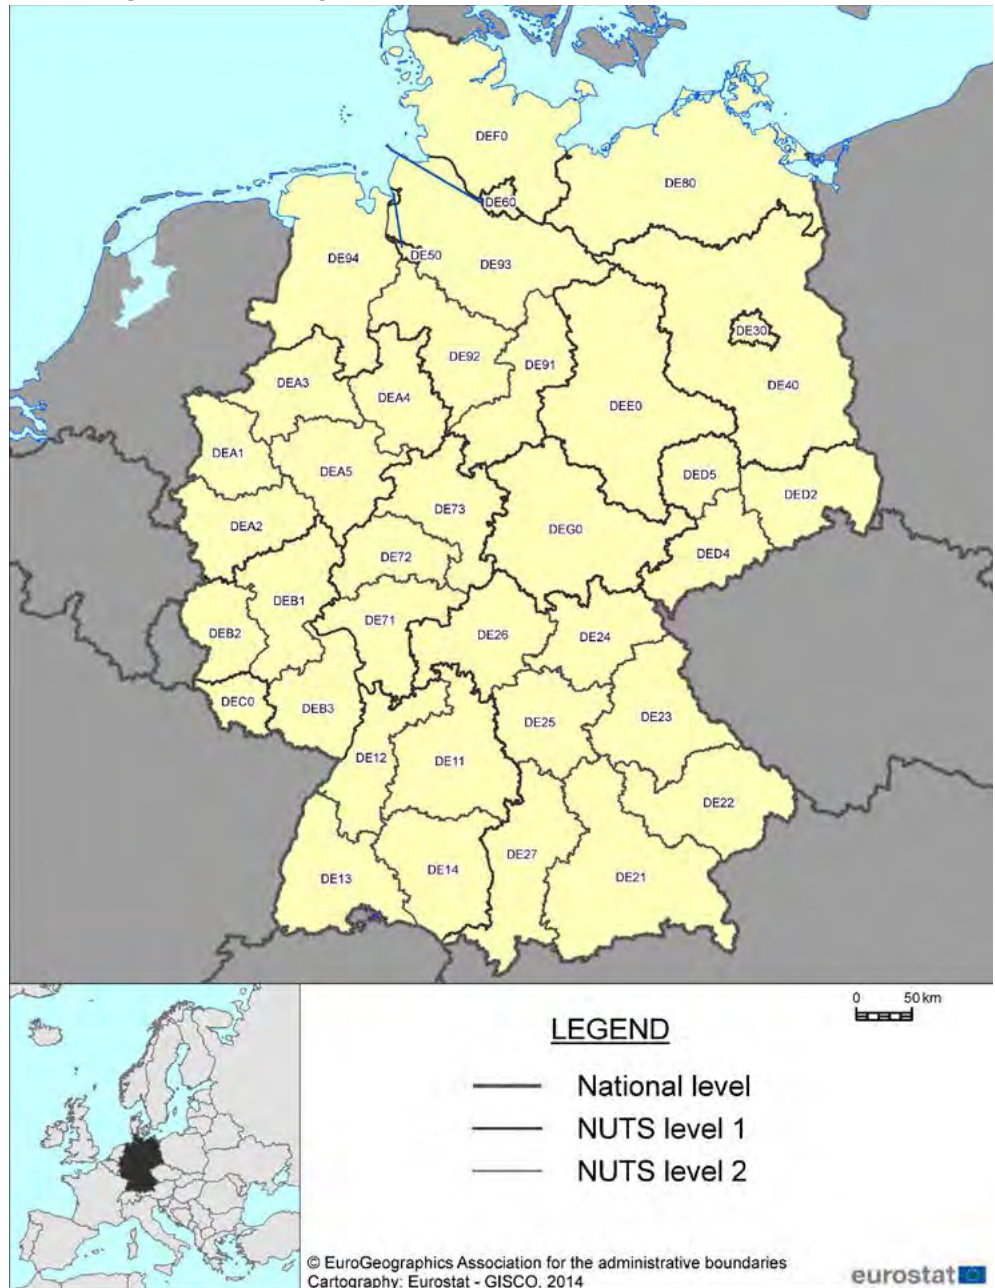 DEF0
DE80
DE60
DE50
DE93
DE94
DE30
DE92
DE91
DE40
DEA3
DEA4
DEE0
DEA1
DEA5
DED5
DED2
DE73
DEA2
DEG0
DE72
DED4
DEB1
DE71
DEB2
DE26
DE24
DEC0
DEB3
DE25
DE23
DE12
DE11
DE22
DE27
DE14
DE13
DE21
0 50 km
LEGEND
National level
NUTS level 1
NUTS level 2
© EuroGeographics Association for the administrative boundaries
Cartography: Eurostat - GISCO, 2014
eurostat